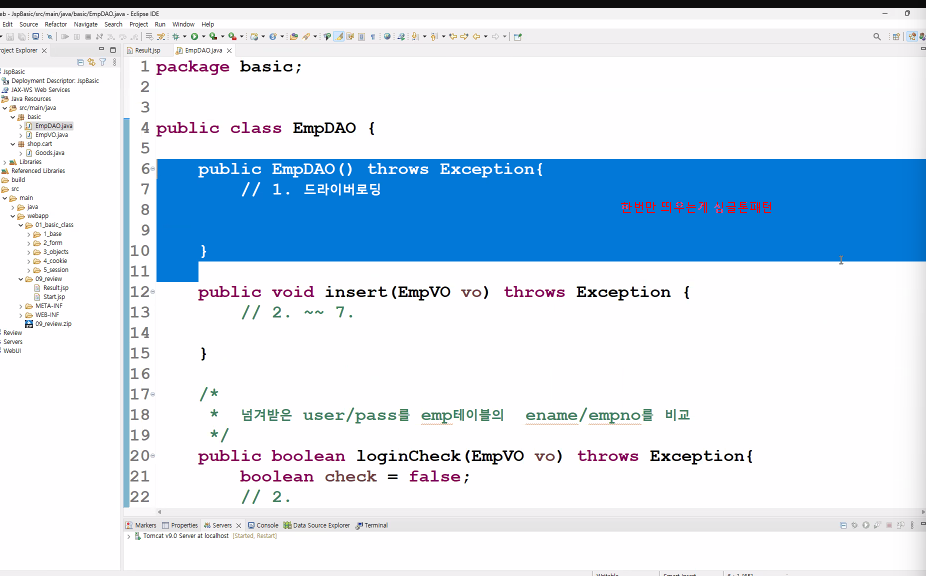 eb - JspBasic/src/main/java/basic/EmpDAO.java - Eclipse IDE
Edit Source Refactor Navigate Search Project Run Window Help
roject Explorer
Result.jsp
EmpDAO.java
JspBasic
Deployment Descriptor: JspBasic
JAX-WS Web Services
Java Resources
src/main/java
basic
EmpDAO.java
EmpVO.java
shop.cart
Goods.java
Libraries
Referenced Libraries
build
src
main
java
webapp
01_basic_class
1_base
2_form
3_objects
4_cookie
5_session
09_review
Result.jsp
Start.jsp
META-INF
WEB-INF
09_review.zip
Review
Servers
WebUI
1 package basic;
2
3
4 public class EmpDAO {
5
6 public EmpDAO() throws Exception{
7 // 1. 드라이버로딩
8
9
10 }
11
12 public void insert(EmpVO vo) throws Exception {
13 // 2. ~~ 7.
14
15 }
16
17 /*
18 * 넘겨받은 user/pass를 emp테이블의 ename/empno를 비교
19 */
20 public boolean loginCheck(EmpVO vo) throws Exception{
21 boolean check = false;
22 // 2.
Markers Properties Servers Console Data Source Explorer Terminal
Tomcat v9.0 Server at localhost [Started, Restart]